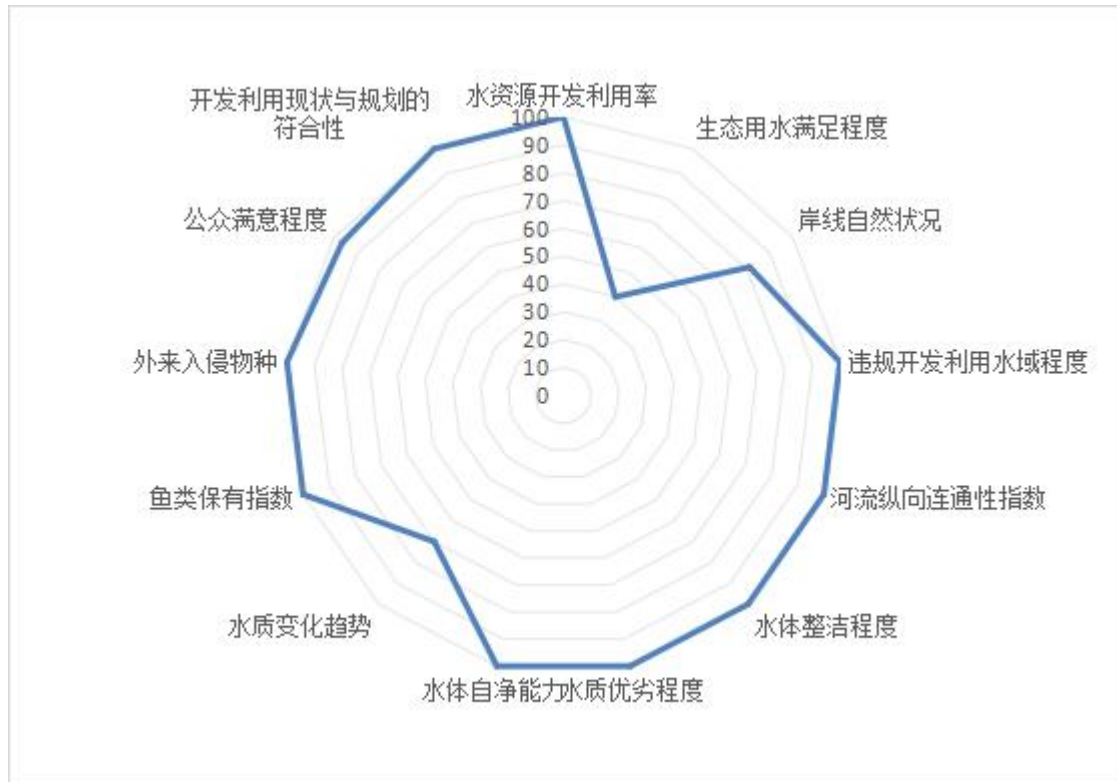 水资源开发利用率
开发利用现状与规划的
符合性
生态用水满足程度
公众满意程度
岸线自然状况
外来入侵物种
违规开发利用水域程度
鱼类保有指数
河流纵向连通性指数
水质变化趋势
水体整洁程度
水体自净能力
水质优劣程度
100
90
80
70
60
50
40
30
20
10
0